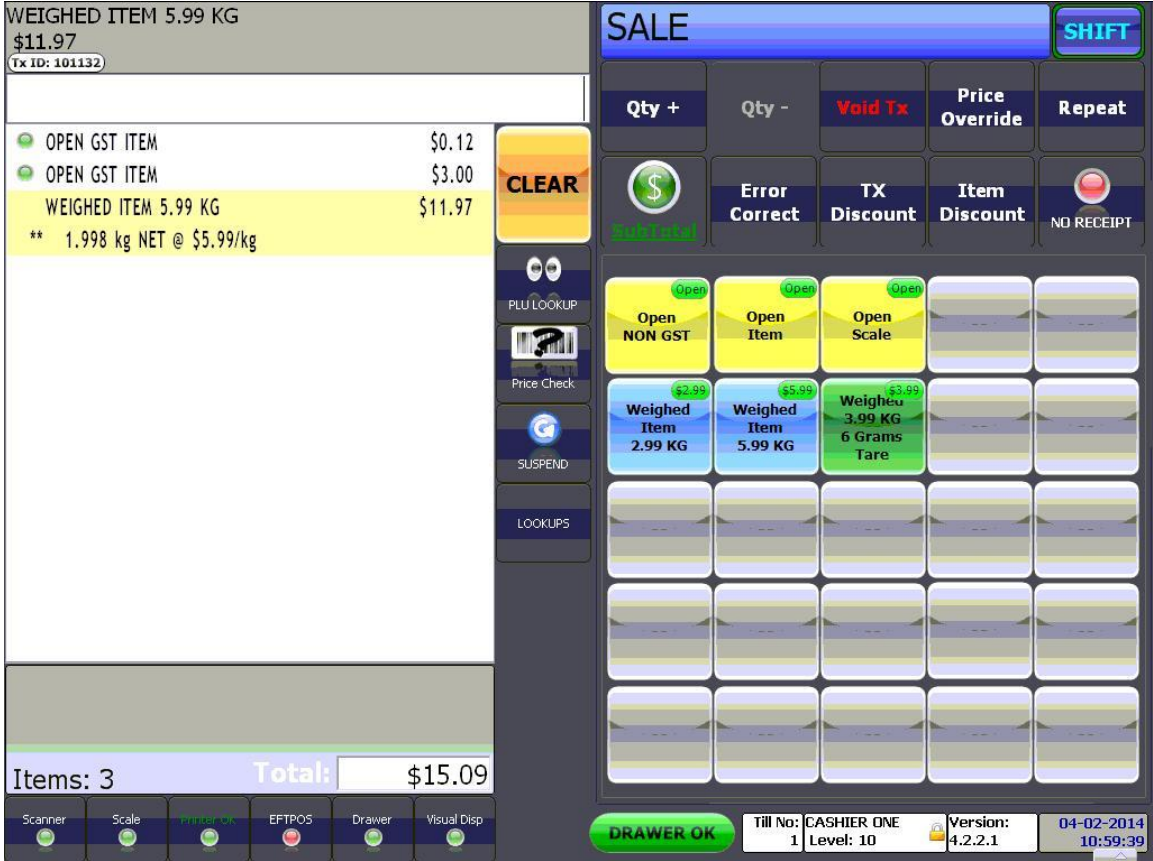 WEIGHED ITEM 5.99 KG
$11.97
Tx ID: 101132
OPEN GST ITEM $0.12
OPEN GST ITEM $3.00
WEIGHED ITEM 5.99 KG $11.97
** 1.998 kg NET @ $5.99/kg
Items: 3 Total: $15.09
Scanner Scale Printer OK EFTPOS Drawer Visual Disp
CLEAR
PLU LOOKUP
Price Check
SUSPEND
LOOKUPS
SALE SHIFT
Qty + Qty - Void Tx Price Override Repeat
SubTotal Error Correct TX Discount Item Discount NO RECEIPT
Open Open Open
Open Open Open
NON GST Item Scale
$2.99 $5.99 $3.99
Weighed Weighed Weighed
Item Item 3.99 KG
2.99 KG 5.99 KG 6 Grams
Tare
DRAWER OK
Till No: CASHIER ONE Version: 04-02-2014
1 Level: 10 4.2.2.1 10:59:39